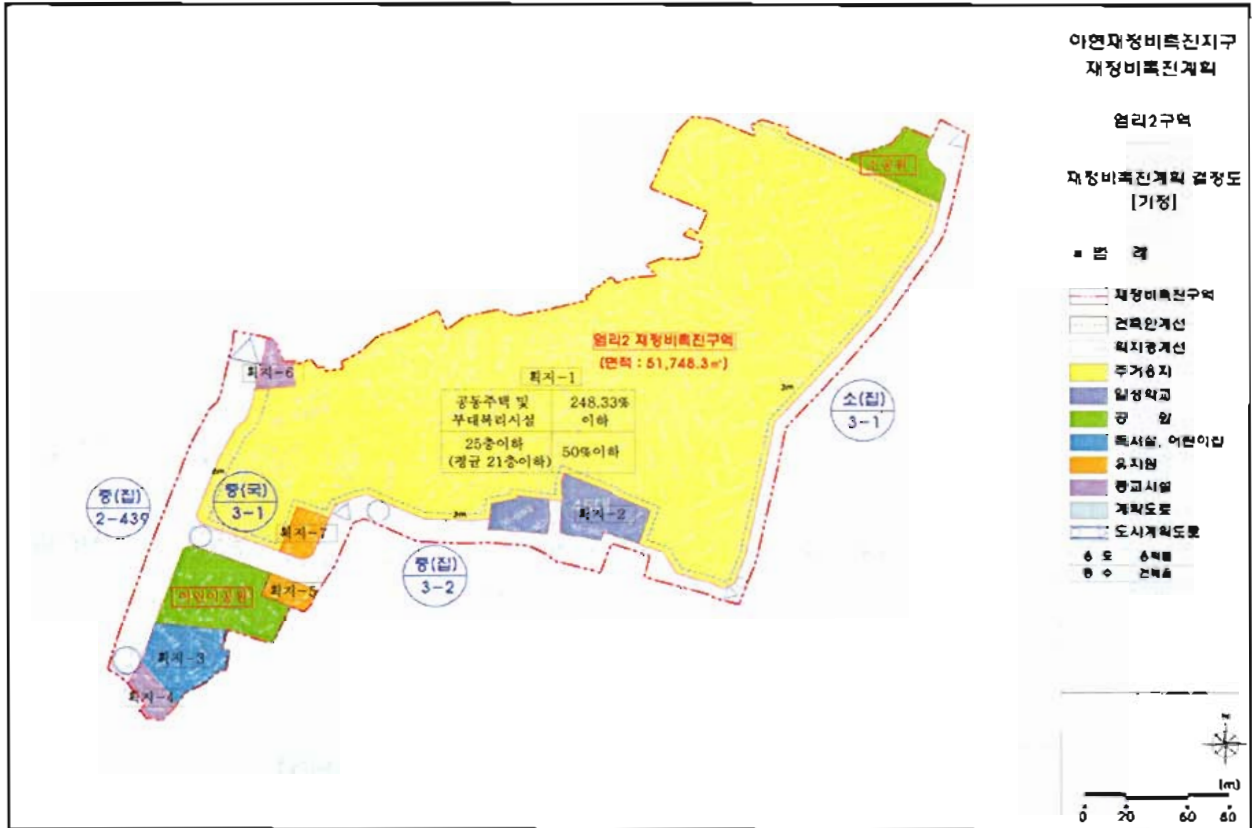 아현재정비촉진지구
재정비촉진계획
염리2구역
재정비촉진계획 결정도
[기정]
■ 범 례
재정비촉진구역
건축한계선
획지경계선
주거용지
일성학교
공 원
독서실, 어린이집
유치원
종교시설
계획도로
도시계획도로
용 도 용적률
층 수 건폐율
소공원
염리2 재정비촉진구역
(면적 : 51,748.3㎡)
획지-1
공동주택 및 248.33%
부대복리시설 이하
25층이하 50%이하
(평균 21층이하)
3m
소(집)
3-1
획지-6
6m
중(집)
2-439
중(국)
3-1
획지-7
3m
획지-2
중(집)
3-2
어린이공원
획지-5
획지-3
획지-4
N
(m)
0 20 60 80